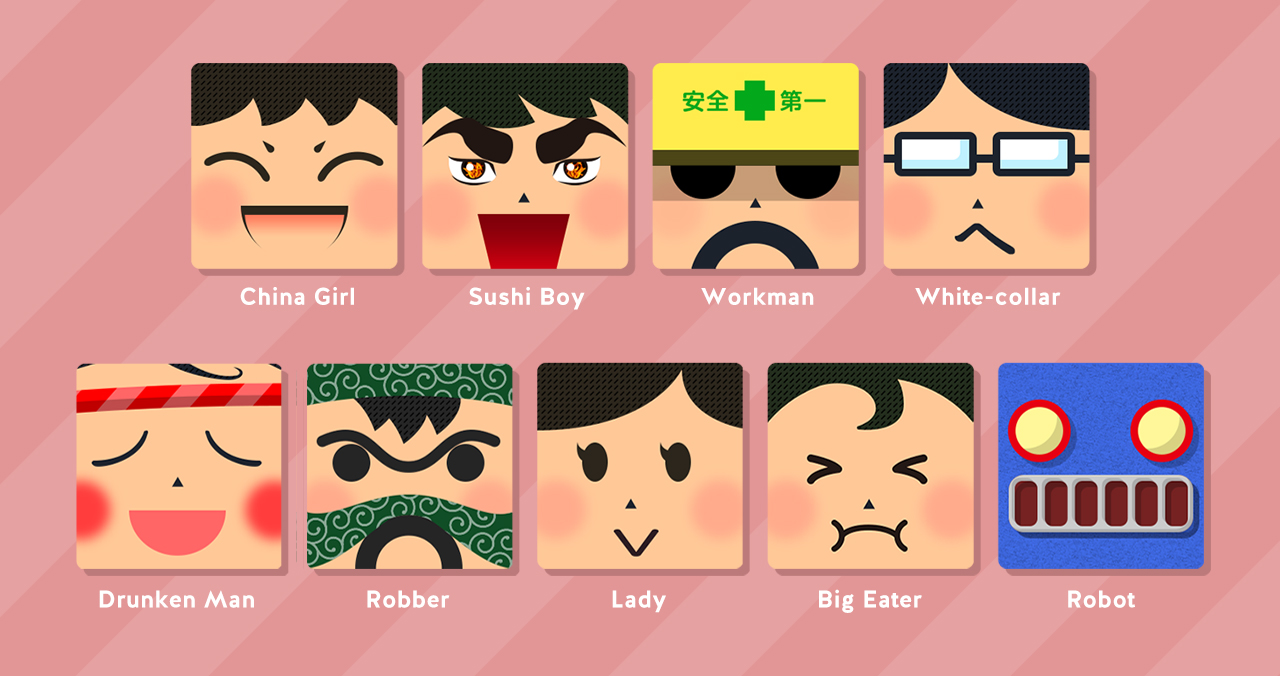 安全 第一
China Girl
Sushi Boy
Workman
White-collar
Drunken Man
Robber
Lady
Big Eater
Robot